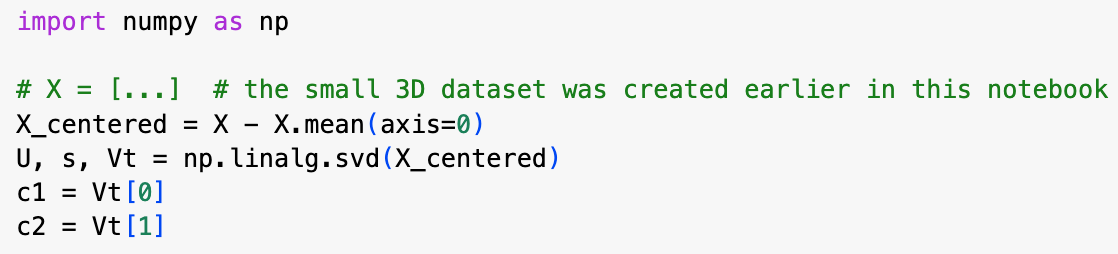 import numpy as np
# X = [...]  # the small 3D dataset was created earlier in this notebook
X_centered = X - X.mean(axis=0)
U, s, Vt = np.linalg.svd(X_centered)
c1 = Vt[0]
c2 = Vt[1]